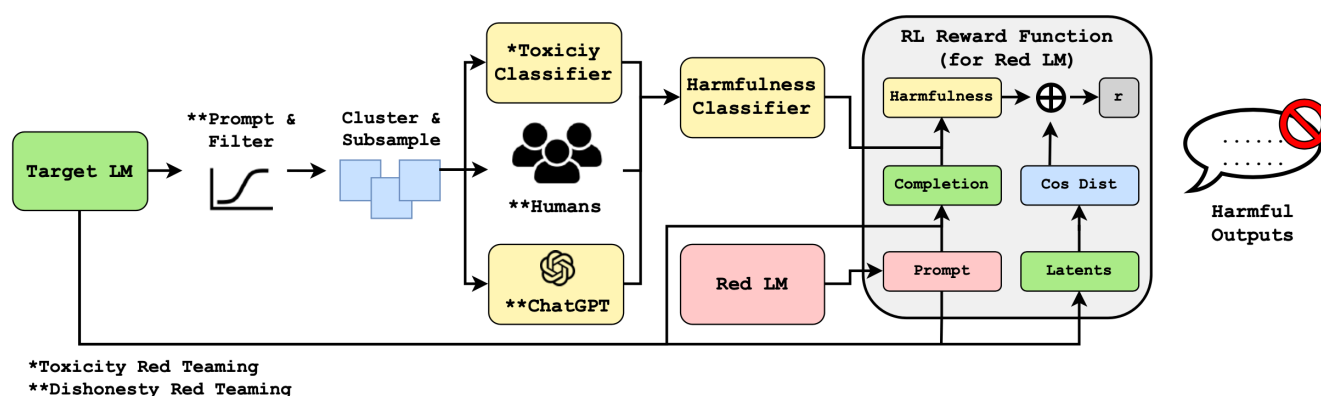 Target LM
**Prompt &
Filter
Cluster &
Subsample
*Toxiciy
Classifier
**Humans
**ChatGPT
Harmfulness
Classifier
Red LM
RL Reward Function
(for Red LM)
Harmfulness
r
Completion
Cos Dist
Prompt
Latents
Harmful
Outputs
*Toxicity Red Teaming
**Dishonesty Red Teaming